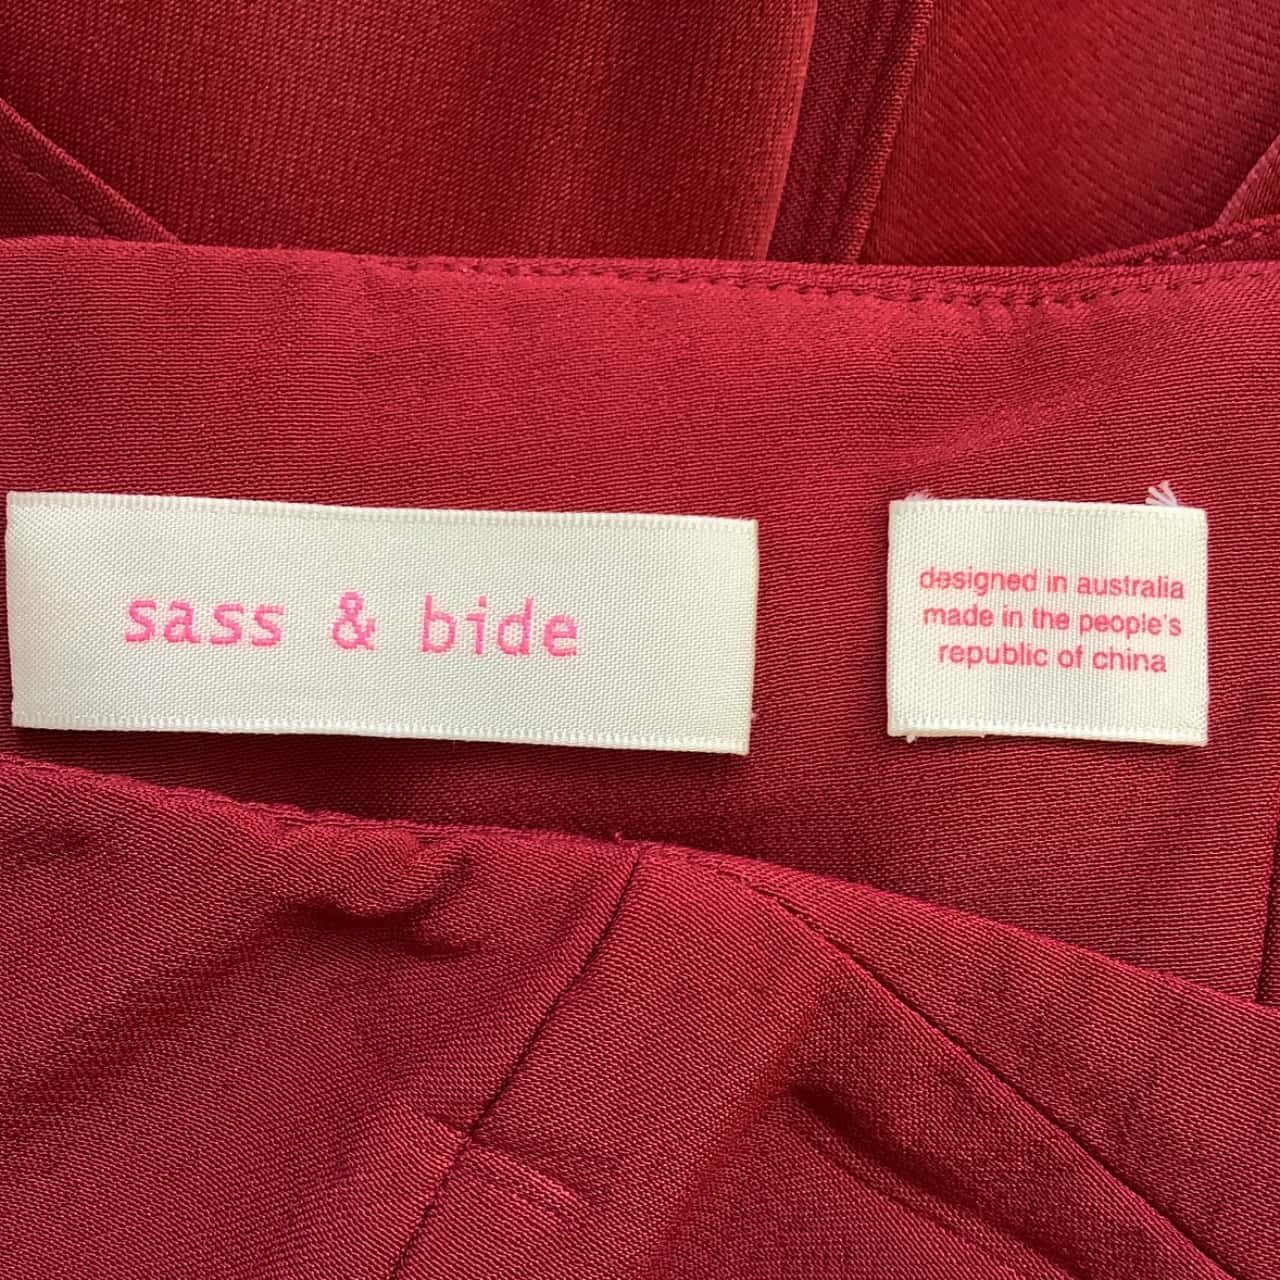 sass & bide
designed in australia
made in the people's
republic of china